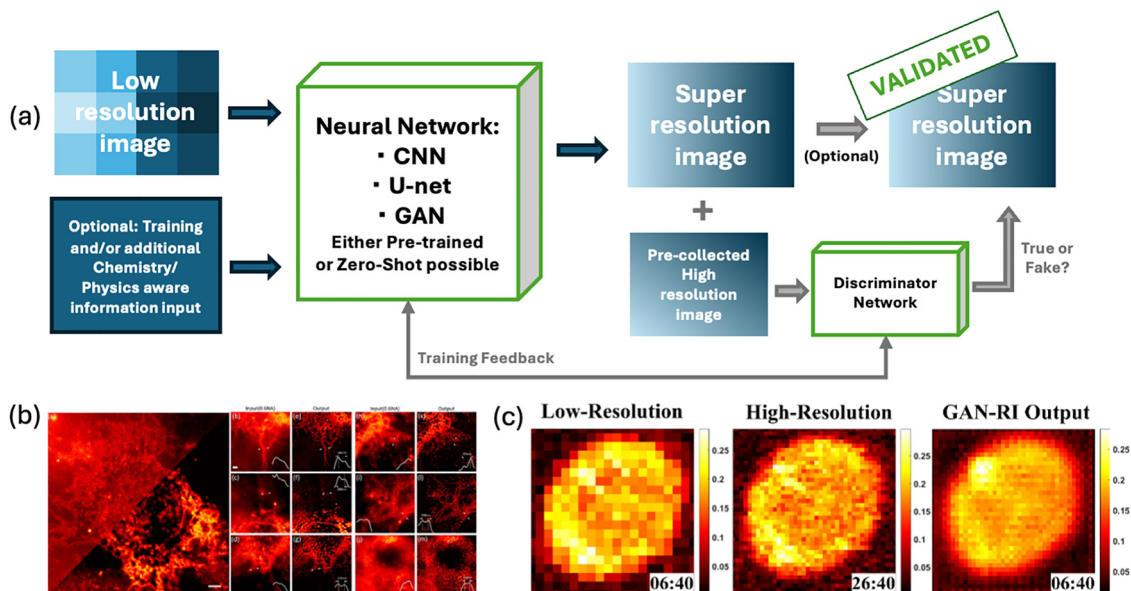 (a)
Low
resolution
image
Optional: Training
and/or additional
Chemistry/
Physics aware
information input
Neural Network:
· CNN
· U-net
· GAN
Either Pre-trained
or Zero-Shot possible
Super
resolution
image
(Optional)
VALIDATED
Super
resolution
image
+
Pre-collected
High
resolution
image
Discriminator
Network
True or
Fake?
Training Feedback
(b)
Output
Output
(e)
(c)
(f)
(i)
(d)
(g)
(j)
(m)
(c)
Low-Resolution
High-Resolution
GAN-RI Output
0.25
0.2
0.15
0.1
0.05
06:40
0.25
0.2
0.15
0.1
0.05
26:40
0.25
0.2
0.15
0.1
0.05
06:40